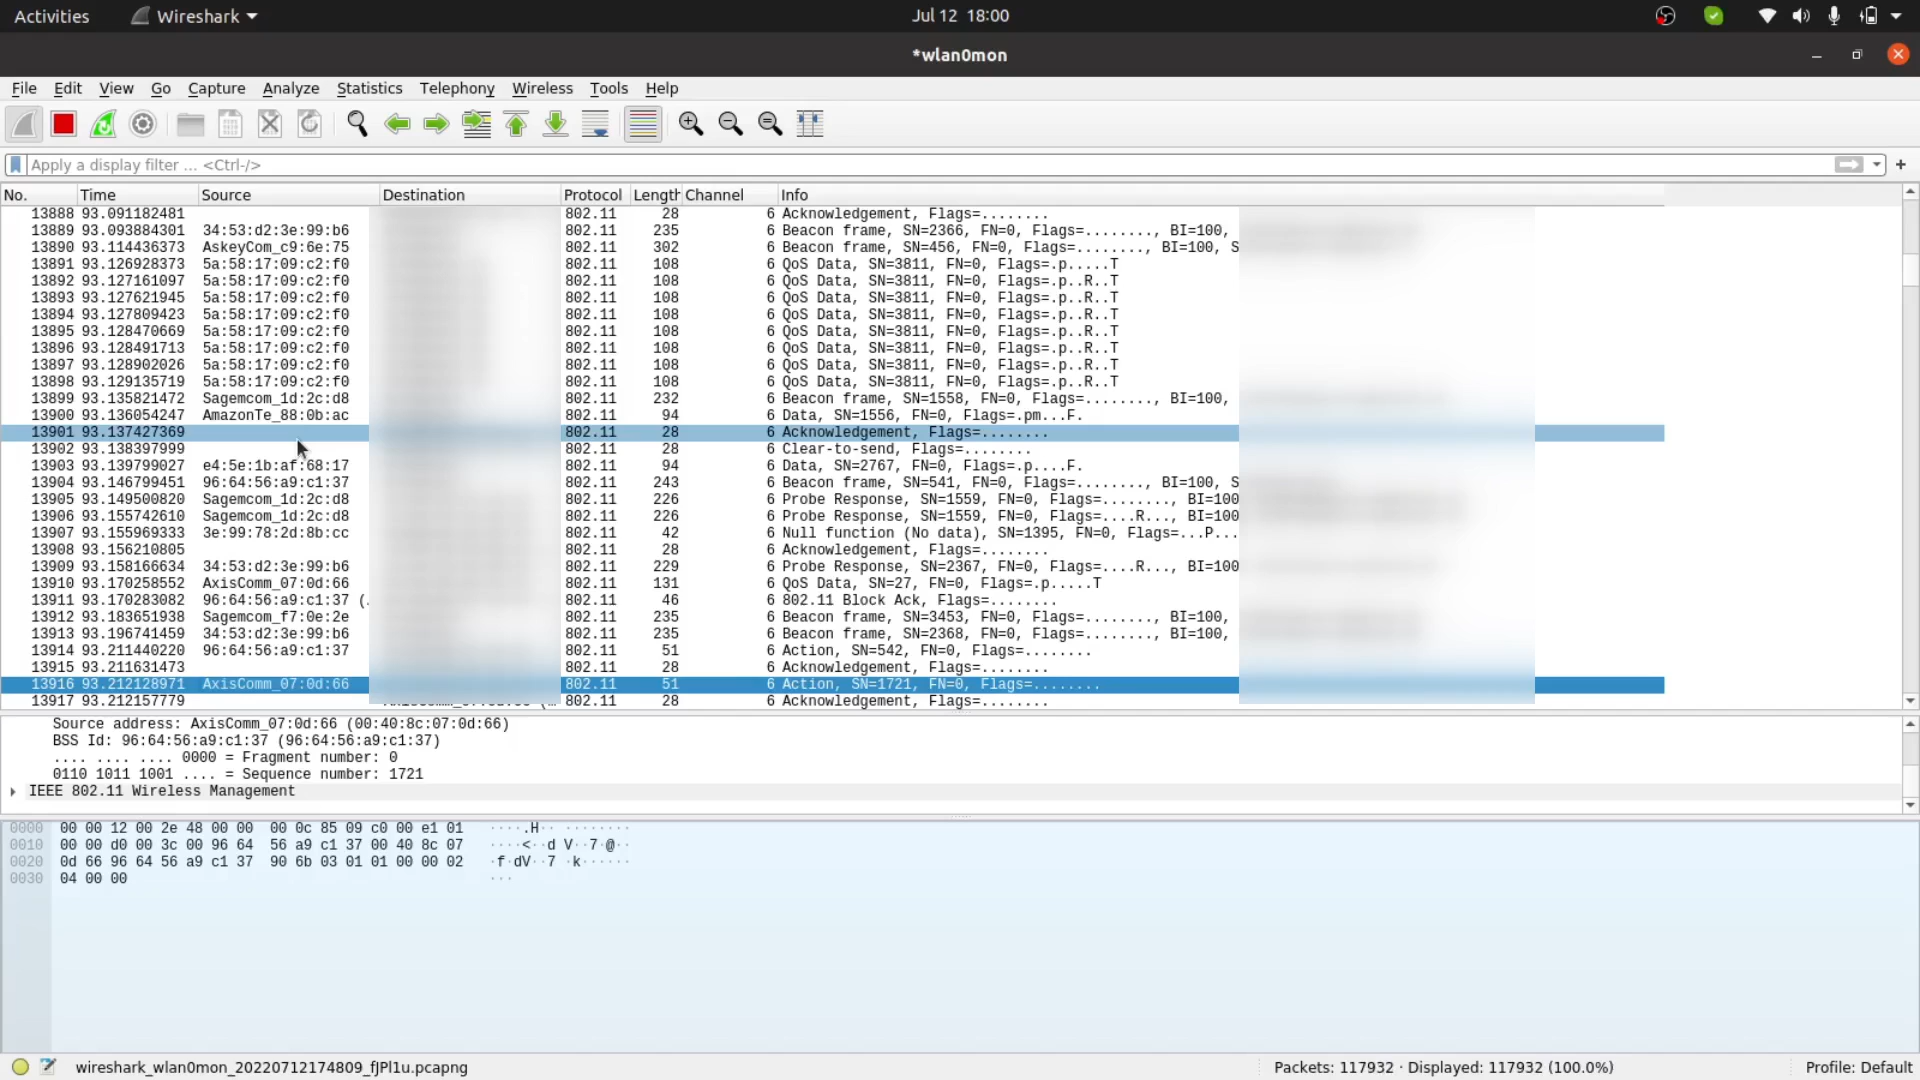 Activities Wireshark Jul 12 18:00
*wlan0mon
File Edit View Go Capture Analyze Statistics Telephony Wireless Tools Help
Apply a display filter ... <Ctrl-/> +
No. Time Source Destination Protocol Length Channel Info
13888 93.091182481 802.11 28 6 Acknowledgement, Flags=........
13889 93.093884301 34:53:d2:3e:99:b6 802.11 235 6 Beacon frame, SN=2366, FN=0, Flags=........, BI=100,
13890 93.114436373 AskeyCom_c9:6e:75 802.11 302 6 Beacon frame, SN=456, FN=0, Flags=........, BI=100, S
13891 93.126928373 5a:58:17:09:c2:f0 802.11 108 6 QoS Data, SN=3811, FN=0, Flags=.p.....T
13892 93.127161097 5a:58:17:09:c2:f0 802.11 108 6 QoS Data, SN=3811, FN=0, Flags=.p..R..T
13893 93.127621945 5a:58:17:09:c2:f0 802.11 108 6 QoS Data, SN=3811, FN=0, Flags=.p..R..T
13894 93.127809423 5a:58:17:09:c2:f0 802.11 108 6 QoS Data, SN=3811, FN=0, Flags=.p..R..T
13895 93.128470669 5a:58:17:09:c2:f0 802.11 108 6 QoS Data, SN=3811, FN=0, Flags=.p..R..T
13896 93.128491713 5a:58:17:09:c2:f0 802.11 108 6 QoS Data, SN=3811, FN=0, Flags=.p..R..T
13897 93.128902026 5a:58:17:09:c2:f0 802.11 108 6 QoS Data, SN=3811, FN=0, Flags=.p..R..T
13898 93.129135719 5a:58:17:09:c2:f0 802.11 108 6 QoS Data, SN=3811, FN=0, Flags=.p..R..T
13899 93.135821472 Sagemcom_1d:2c:d8 802.11 232 6 Beacon frame, SN=1558, FN=0, Flags=........, BI=100,
13900 93.136054247 AmazonTe_88:0b:ac 802.11 94 6 Data, SN=1556, FN=0, Flags=.pm...F.
13901 93.137427369 802.11 28 6 Acknowledgement, Flags=........
13902 93.138397999 802.11 28 6 Clear-to-send, Flags=........
13903 93.139799027 e4:5e:1b:af:68:17 802.11 94 6 Data, SN=2767, FN=0, Flags=.p....F.
13904 93.146799451 96:64:56:a9:c1:37 802.11 243 6 Beacon frame, SN=541, FN=0, Flags=........, BI=100, S
13905 93.149500820 Sagemcom_1d:2c:d8 802.11 226 6 Probe Response, SN=1559, FN=0, Flags=........, BI=100
13906 93.155742610 Sagemcom_1d:2c:d8 802.11 226 6 Probe Response, SN=1559, FN=0, Flags=....R..., BI=100
13907 93.155969333 3e:99:78:2d:8b:cc 802.11 42 6 Null function (No data), SN=1395, FN=0, Flags=...P...
13908 93.156210805 802.11 28 6 Acknowledgement, Flags=........
13909 93.158166634 34:53:d2:3e:99:b6 802.11 229 6 Probe Response, SN=2367, FN=0, Flags=....R..., BI=100
13910 93.170258552 AxisComm_07:0d:66 802.11 131 6 QoS Data, SN=27, FN=0, Flags=.p.....T
13911 93.170283082 96:64:56:a9:c1:37 (. 802.11 46 6 802.11 Block Ack, Flags=........
13912 93.183651938 Sagemcom_f7:0e:2e 802.11 235 6 Beacon frame, SN=3453, FN=0, Flags=........, BI=100,
13913 93.196741459 34:53:d2:3e:99:b6 802.11 235 6 Beacon frame, SN=2368, FN=0, Flags=........, BI=100,
13914 93.211440220 96:64:56:a9:c1:37 802.11 51 6 Action, SN=542, FN=0, Flags=........
13915 93.211631473 802.11 28 6 Acknowledgement, Flags=........
13916 93.212128971 AxisComm_07:0d:66 802.11 51 6 Action, SN=1721, FN=0, Flags=........
13917 93.212157779 802.11 28 6 Acknowledgement, Flags=........
Source address: AxisComm_07:0d:66 (00:40:8c:07:0d:66)
BSS Id: 96:64:56:a9:c1:37 (96:64:56:a9:c1:37)
.... .... .... 0000 = Fragment number: 0
0110 1011 1001 .... = Sequence number: 1721
IEEE 802.11 Wireless Management
0000 00 00 12 00 2e 48 00 00 00 0c 85 09 c0 00 e1 01 ·····.H·· ········
0010 00 00 d0 00 3c 00 96 64 56 a9 c1 37 00 40 8c 07 ····<··d V··7·@··
0020 0d 66 96 64 56 a9 c1 37 90 6b 03 01 01 00 00 02 ·f·dV··7 ·k······
0030 04 00 00 ···
wireshark_wlan0mon_20220712174809_fJPl1u.pcapng Packets: 117932 · Displayed: 117932 (100.0%) Profile: Default